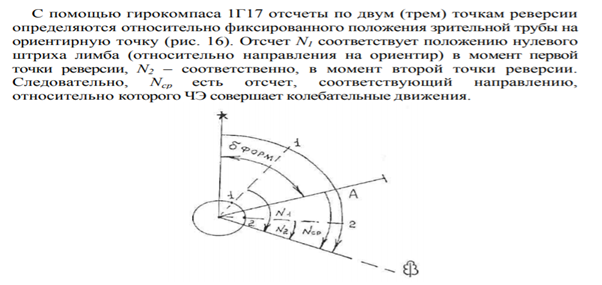 С помощью гирокомпаса 1Г17 отсчеты по двум (трем) точкам реверсии
определяются относительно фиксированного положения зрительной трубы на
ориентирную точку (рис. 16). Отсчет N1 соответствует положению нулевого
штриха лимба (относительно направления на ориентир) в момент первой
точки реверсии, N2 – соответственно, в момент второй точки реверсии.
Следовательно, Nср есть отсчет, соответствующий направлению,
относительно которого ЧЭ совершает колебательные движения.
1
б ФОРМ1
1
А
N1
2 N2 Nср 2